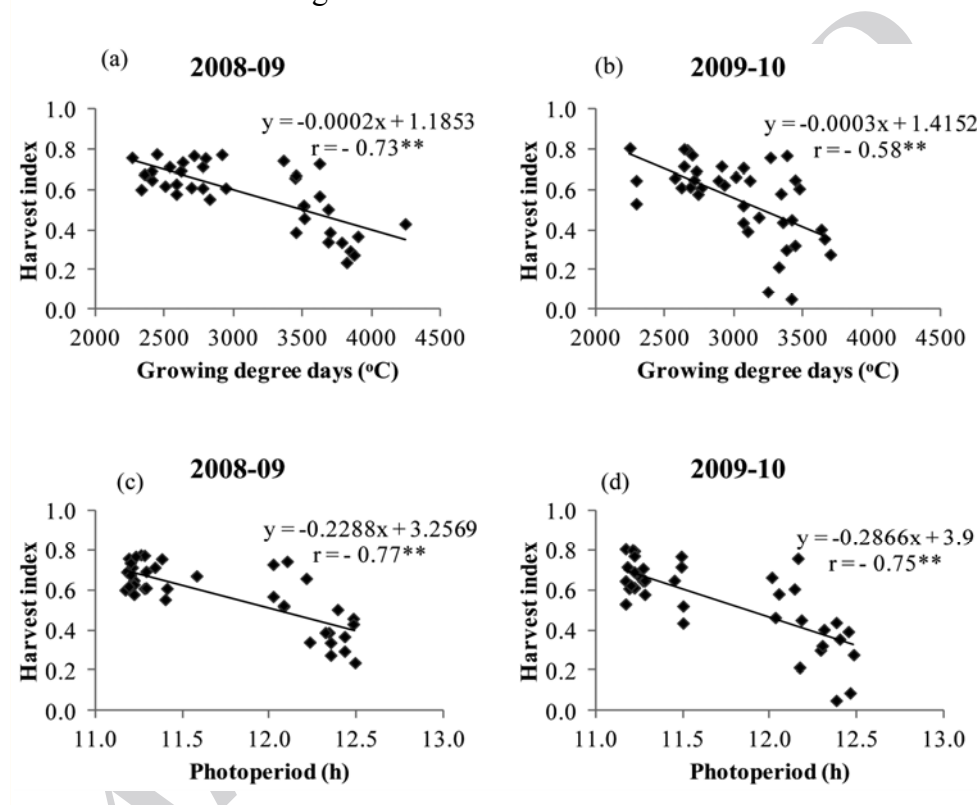 (a) 2008-09
y = -0.0002x + 1.1853
r = - 0.73**
Harvest index
1.0
0.8
0.6
0.4
0.2
0.0
2000 2500 3000 3500 4000 4500
Growing degree days (ºC)
(b) 2009-10
y = -0.0003x + 1.4152
r = - 0.58**
Harvest index
1.0
0.8
0.6
0.4
0.2
0.0
2000 2500 3000 3500 4000 4500
Growing degree days (ºC)
(c) 2008-09
y = -0.2288x + 3.2569
r = - 0.77**
Harvest index
1.0
0.8
0.6
0.4
0.2
0.0
11.0 11.5 12.0 12.5 13.0
Photoperiod (h)
(d) 2009-10
y = -0.2866x + 3.9
r = - 0.75**
Harvest index
1.0
0.8
0.6
0.4
0.2
0.0
11.0 11.5 12.0 12.5 13.0
Photoperiod (h)